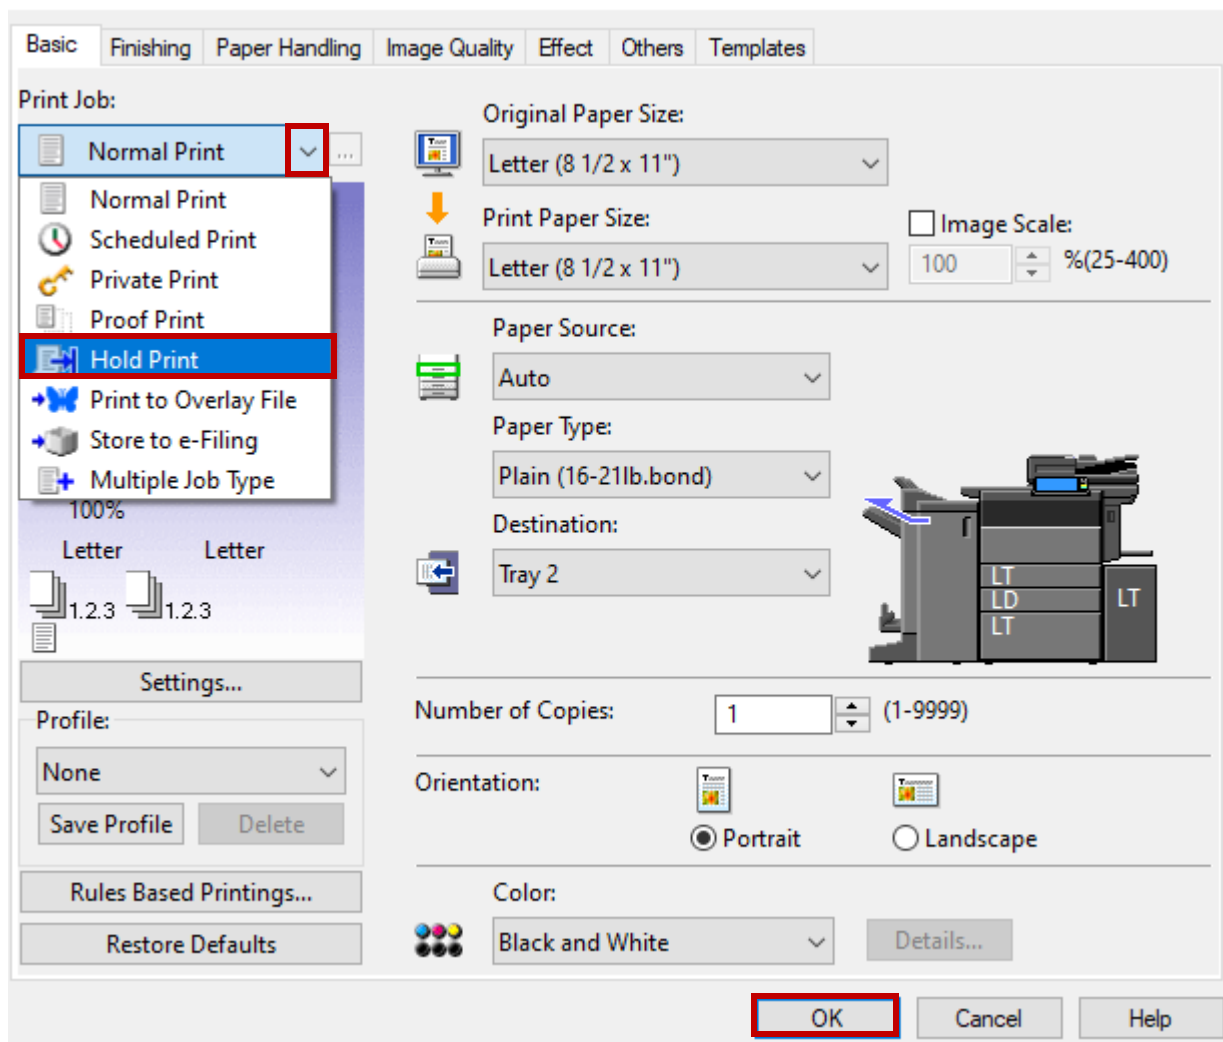 Basic Finishing Paper Handling Image Quality Effect Others Templates
Print Job:
Normal Print
...
Normal Print
Scheduled Print
Private Print
Proof Print
Hold Print
Print to Overlay File
Store to e-Filing
Multiple Job Type
100%
Letter Letter
1.2.3 1.2.3
Settings...
Profile:
None
Save Profile Delete
Rules Based Printings...
Restore Defaults
Original Paper Size:
Letter (8 1/2 x 11")
Print Paper Size:
Letter (8 1/2 x 11")
Image Scale:
100 %(25-400)
Paper Source:
Auto
Paper Type:
Plain (16-21lb.bond)
Destination:
Tray 2
LT
LD
LT
LT
Number of Copies: 1 (1-9999)
Orientation:
Portrait Landscape
Color:
Black and White Details...
OK Cancel Help